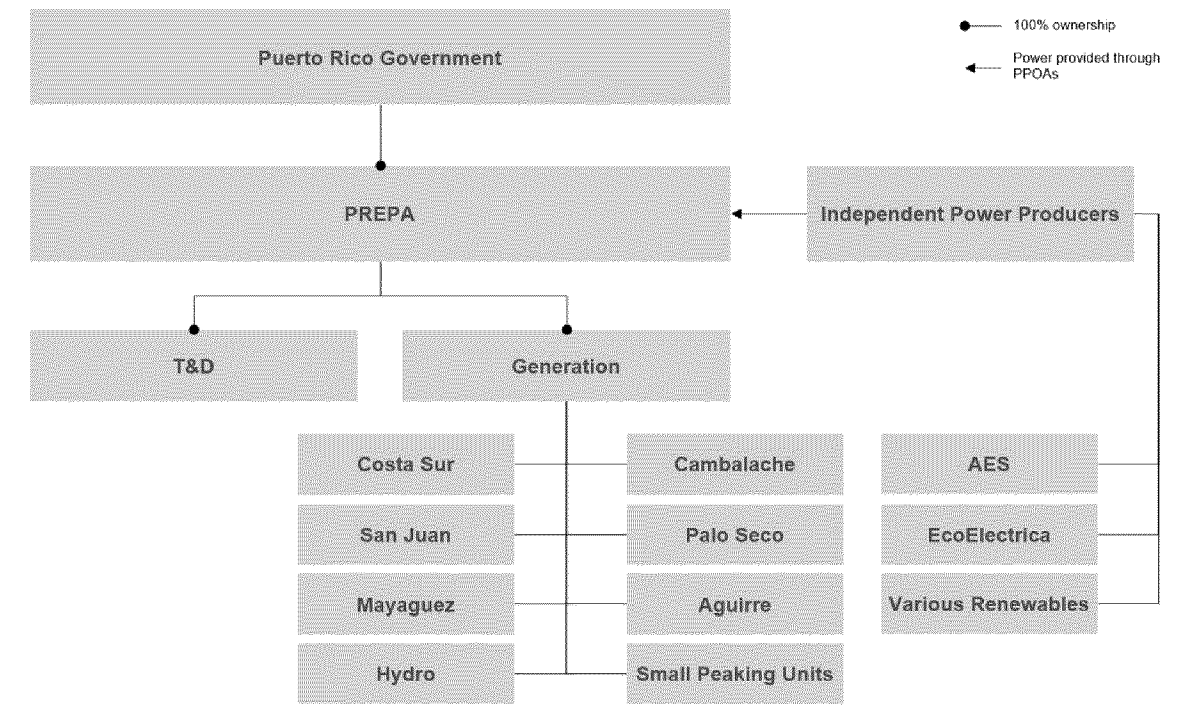 100% ownership
Power provided through
PPOAs
Puerto Rico Government
PREPA
Independent Power Producers
T&D
Generation
Costa Sur
Cambalache
AES
San Juan
Palo Seco
EcoElectrica
Mayaguez
Aguirre
Various Renewables
Hydro
Small Peaking Units